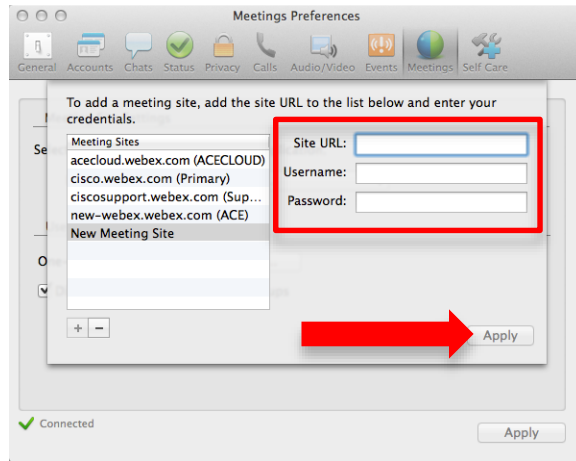 Meetings Preferences
General Accounts Chats Status Privacy Calls Audio/Video Events Meetings Self Care
To add a meeting site, add the site URL to the list below and enter your
credentials.
Meeting Sites
acecloud.webex.com (ACECLOUD)
cisco.webex.com (Primary)
ciscosupport.webex.com (Sup...
new-webex.webex.com (ACE)
New Meeting Site
Site URL:
Username:
Password:
+ −
Apply
Connected
Apply